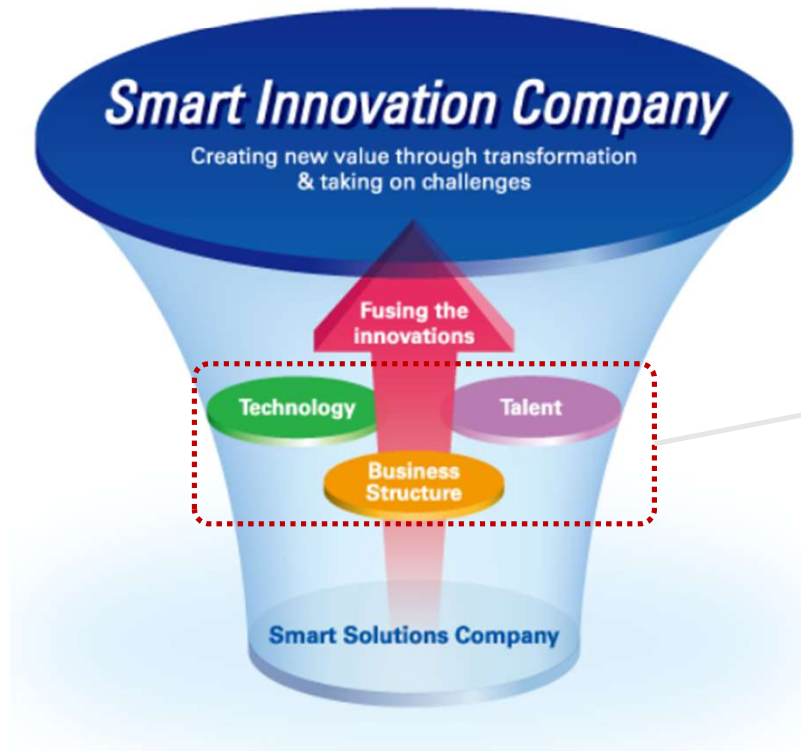 Smart Innovation Company
Creating new value through transformation
& taking on challenges
Fusing the
innovations
Technology
Talent
Business
Structure
Smart Solutions Company